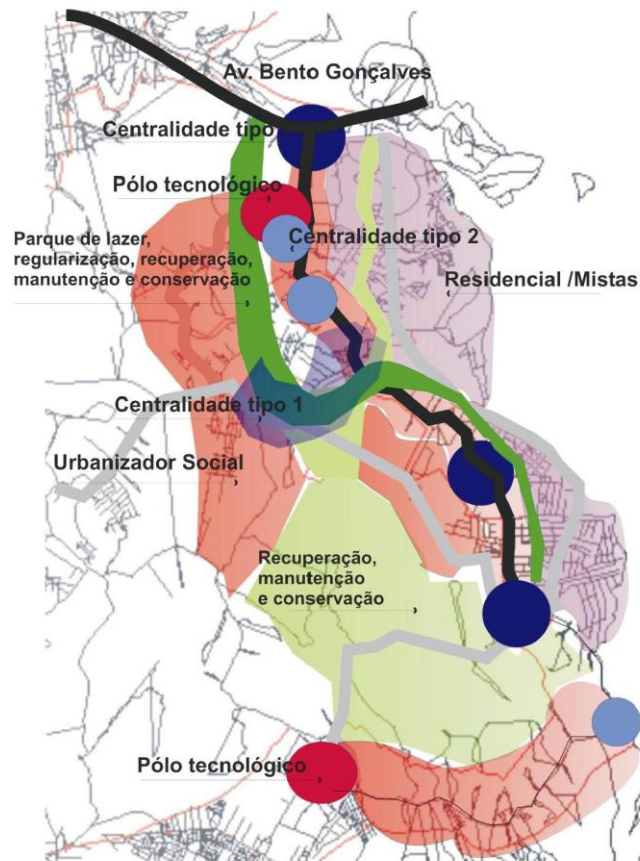 Av. Bento Gonçalves
Centralidade tipo
Pólo tecnológico
Centralidade tipo 2
Parque de lazer,
regularização, recuperação,
manutenção e conservação
Residencial /Mistas
Centralidade tipo 1
Urbanizador Social
Recuperação,
manutenção
e conservação
Pólo tecnológico